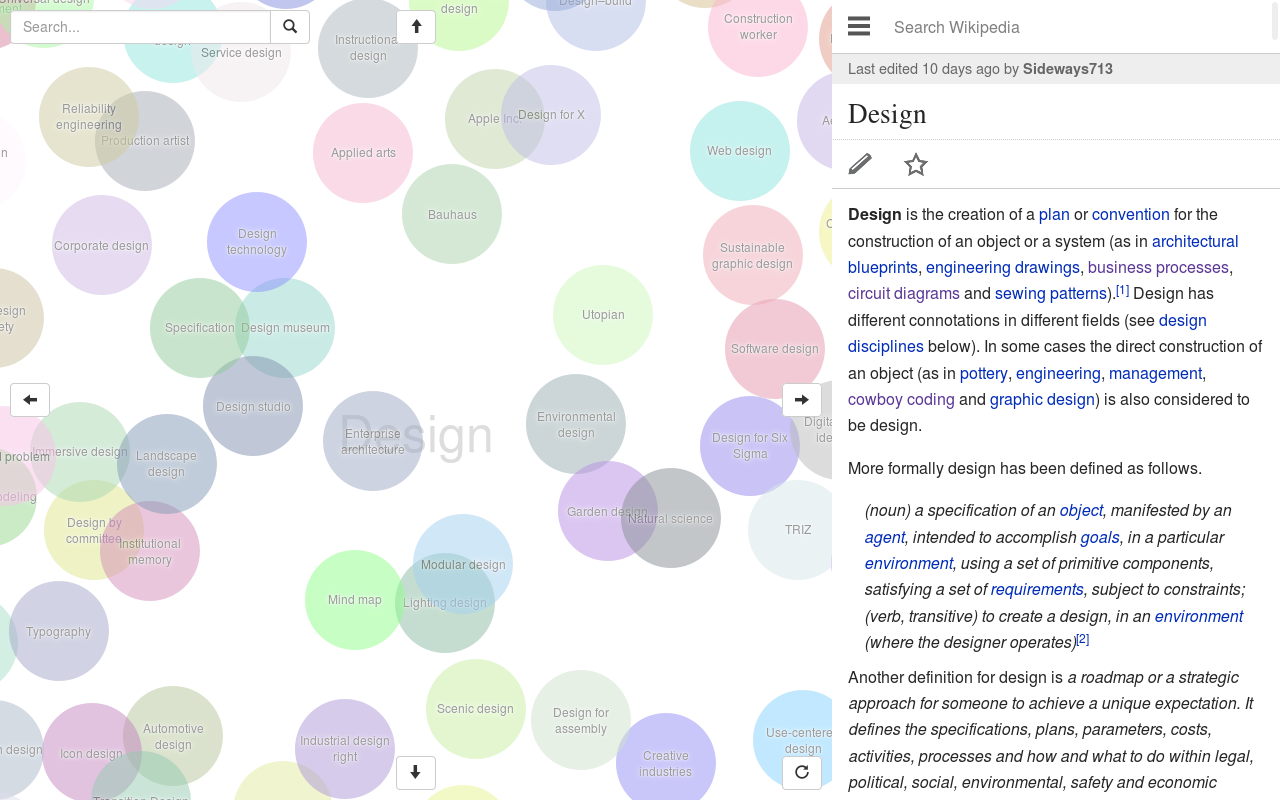 Universal design
design
Design–build
Search...
Service design
Instructional
design
Construction
worker
Reliability
engineering
Production artist
Apple Inc.
Design for X
Applied arts
Web design
Bauhaus
Corporate design
Design
technology
Sustainable
graphic design
Utopian
Specification
Design museum
Software design
Design studio
Design
Enterprise
architecture
Environmental
design
Design for Six
Sigma
Immersive design
Landscape
design
Garden design
Natural science
TRIZ
Design by
committee
Institutional
memory
Modular design
Mind map
Lighting design
Typography
Scenic design
Design for
assembly
Automotive
design
Icon design
Industrial design
right
Creative
industries
design
Transition Design
Search Wikipedia
Last edited 10 days ago by Sideways713
Design
Design is the creation of a plan or convention for the
construction of an object or a system (as in architectural
blueprints, engineering drawings, business processes,
circuit diagrams and sewing patterns).[1] Design has
different connotations in different fields (see design
disciplines below). In some cases the direct construction of
an object (as in pottery, engineering, management,
cowboy coding and graphic design) is also considered to
be design.
More formally design has been defined as follows.
(noun) a specification of an object, manifested by an
agent, intended to accomplish goals, in a particular
environment, using a set of primitive components,
satisfying a set of requirements, subject to constraints;
(verb, transitive) to create a design, in an environment
(where the designer operates)[2]
Another definition for design is a roadmap or a strategic
approach for someone to achieve a unique expectation. It
defines the specifications, plans, parameters, costs,
activities, processes and how and what to do within legal,
political, social, environmental, safety and economic